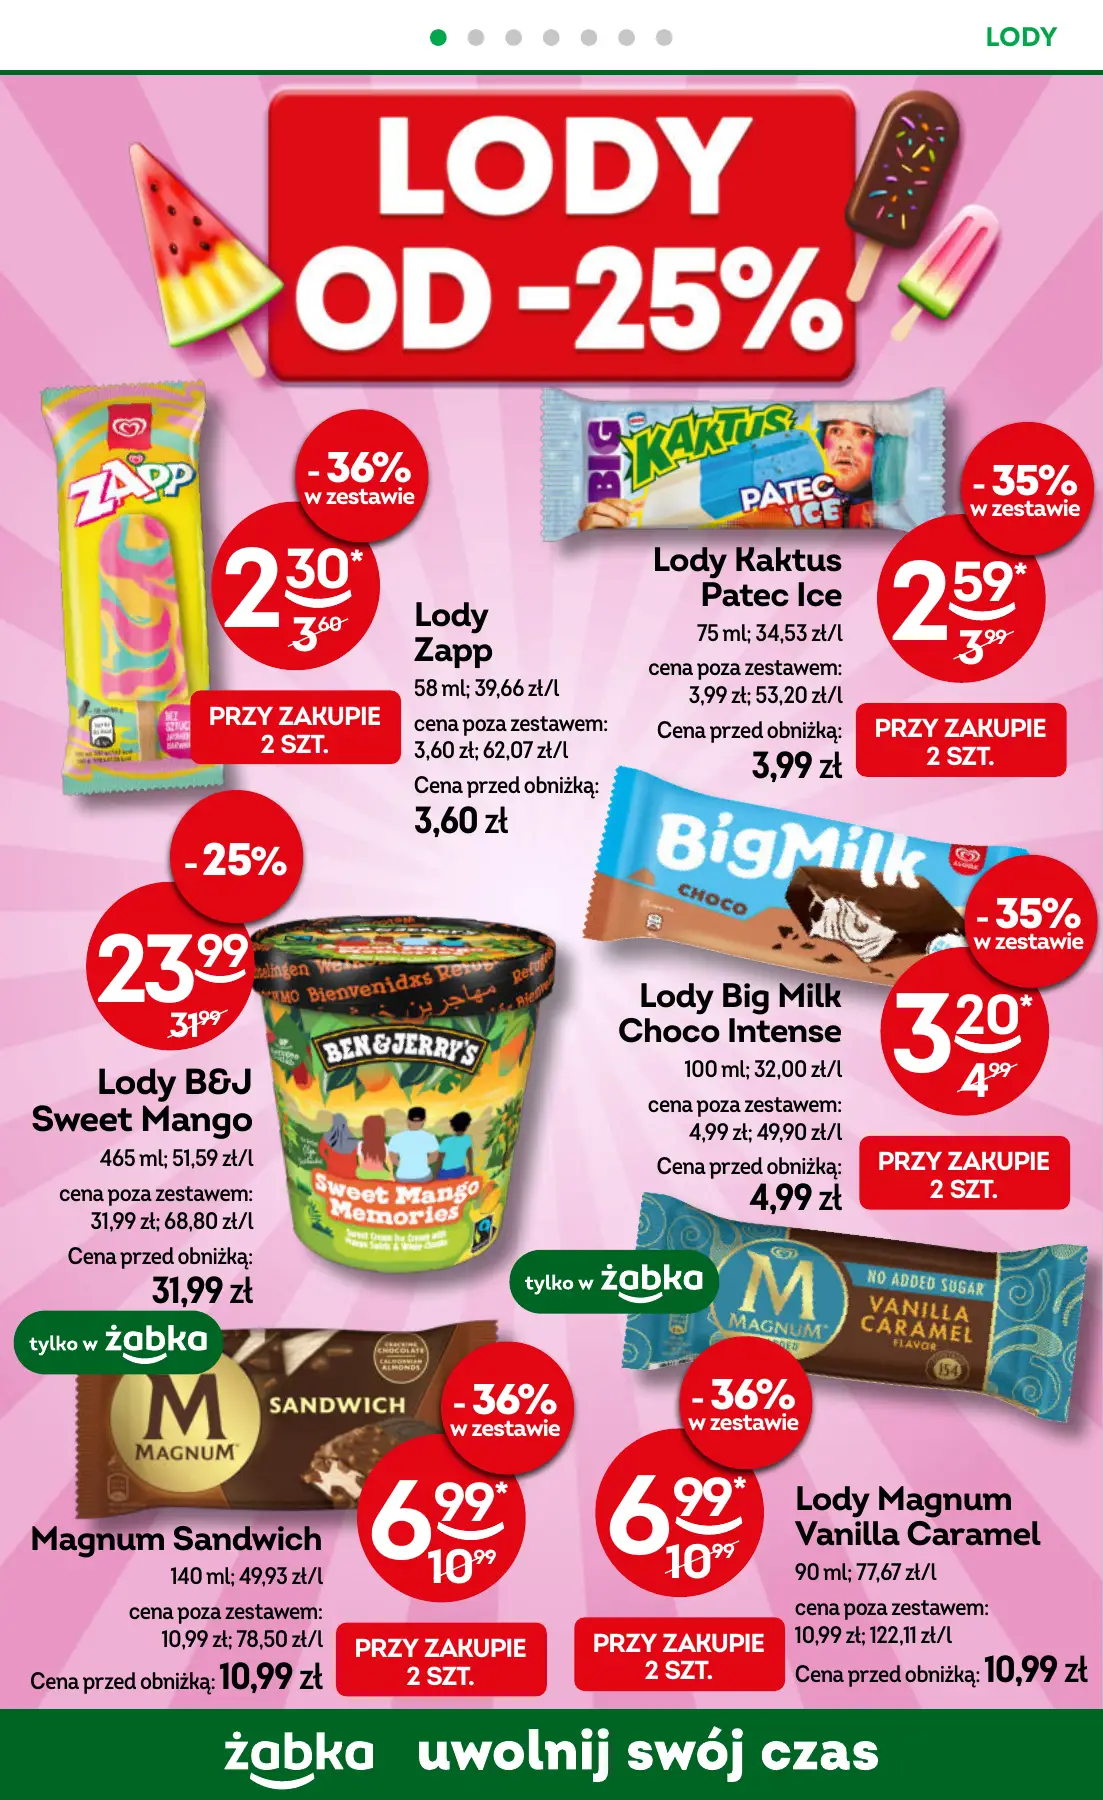 LODY
LODY
OD -25%
ZAPP
- 36%
w zestawie
2 30*
3 60
Lody
Zapp
58 ml; 39,66 zł/l
cena poza zestawem:
3,60 zł; 62,07 zł/l
Cena przed obniżką:
3,60 zł
PRZY ZAKUPIE
2 SZT.
BIG
KAKTUS
PATEC
ICE
- 35%
w zestawie
2 59*
3 99
Lody Kaktus
Patec Ice
75 ml; 34,53 zł/l
cena poza zestawem:
3,99 zł; 53,20 zł/l
Cena przed obniżką:
3,99 zł
PRZY ZAKUPIE
2 SZT.
- 25%
23 99
31 99
Lody B&J
Sweet Mango
465 ml; 51,59 zł/l
cena poza zestawem:
31,99 zł; 68,80 zł/l
Cena przed obniżką:
31,99 zł
Bienvenidxs
BEN & JERRY'S
Sweet Mango
Memories
BigMilk
CHOCO
- 35%
w zestawie
3 20*
4 99
Lody Big Milk
Choco Intense
100 ml; 32,00 zł/l
cena poza zestawem:
4,99 zł; 49,90 zł/l
Cena przed obniżką:
4,99 zł
PRZY ZAKUPIE
2 SZT.
tylko w żabka
M
MAGNUM
SANDWICH
CRACKING
CHOCOLATE
CALIFORNIAN
ALMONDS
- 36%
w zestawie
6 99*
10 99
Magnum Sandwich
140 ml; 49,93 zł/l
cena poza zestawem:
10,99 zł; 78,50 zł/l
Cena przed obniżką: 10,99 zł
PRZY ZAKUPIE
2 SZT.
tylko w żabka
M
MAGNUM
NO ADDED SUGAR
VANILLA
CARAMEL
FLAVOR
154
- 36%
w zestawie
6 99*
10 99
Lody Magnum
Vanilla Caramel
90 ml; 77,67 zł/l
cena poza zestawem:
10,99 zł; 122,11 zł/l
Cena przed obniżką: 10,99 zł
PRZY ZAKUPIE
2 SZT.
żabka uwolnij swój czas